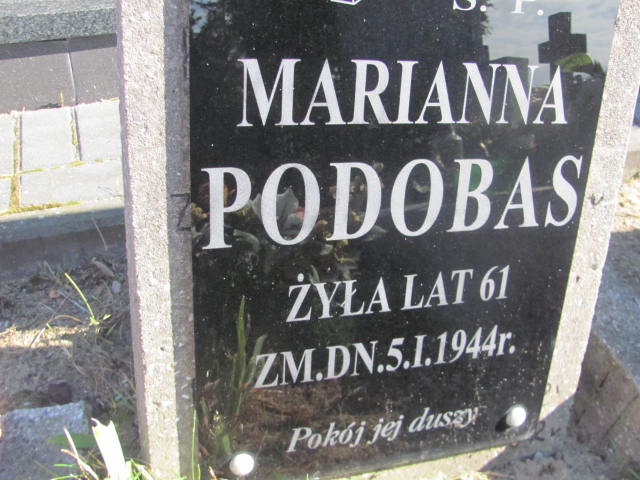 Ś. P.
MARIANNA
PODOBAS
ŻYŁA LAT 61
ZM.DN.5.I.1944r.
Pokój jej duszy